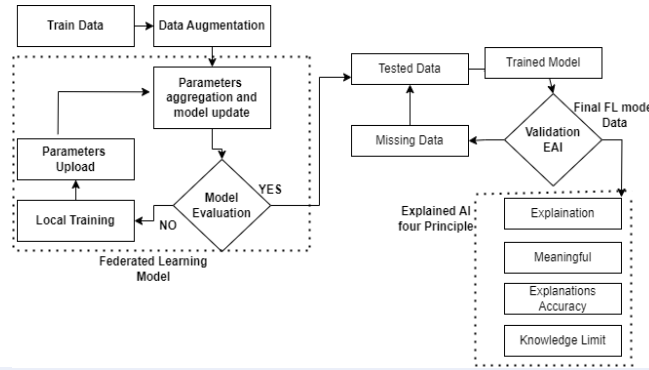 Train Data
Data Augmentation
Parameters
aggregation and
model update
Parameters
Upload
Local Training
NO
Model
Evaluation
YES
Federated Learning
Model
Tested Data
Trained Model
Missing Data
Validation
EAI
Final FL mode
Data
Explained AI
four Principle
Explaination
Meaningful
Explanations
Accuracy
Knowledge Limit